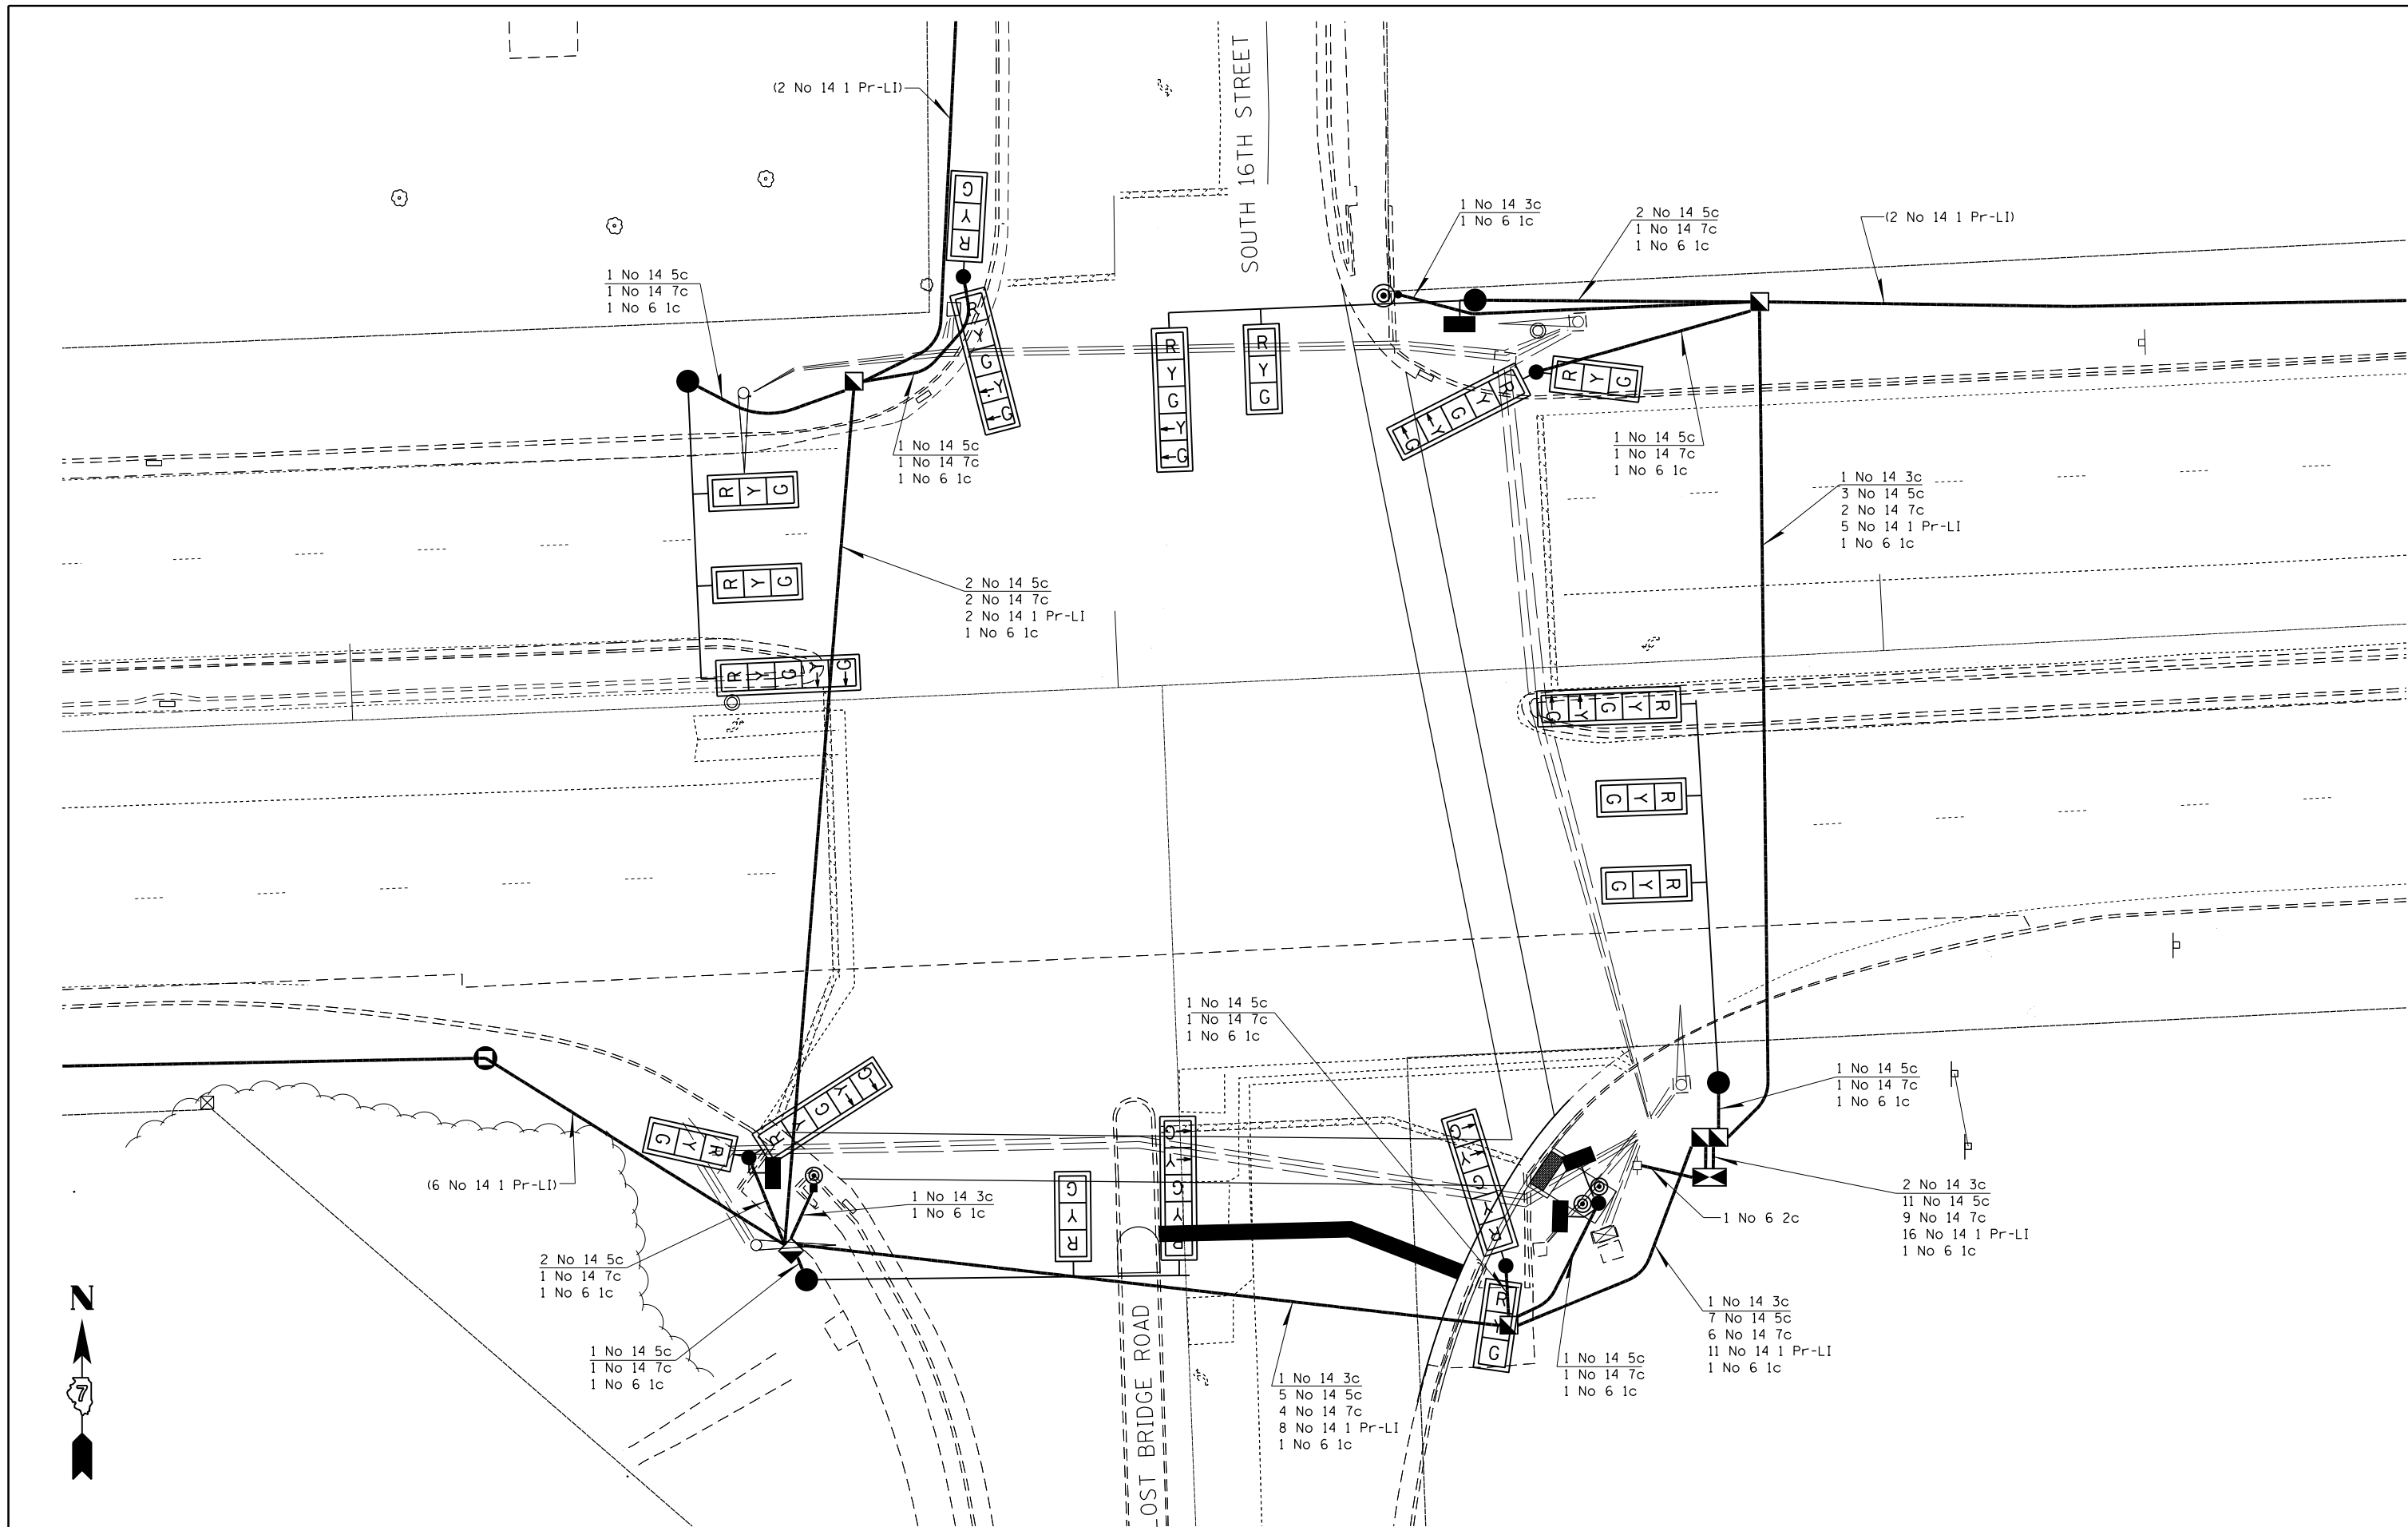 (2 No 14 1 Pr-LI)
SOUTH 16TH STREET
G
Y
R
1 No 14 3c
1 No 6 1c
2 No 14 5c
1 No 14 7c
1 No 6 1c
(2 No 14 1 Pr-LI)
1 No 14 5c
1 No 14 7c
1 No 6 1c
R
Y
G
Y
G
R
Y
G
Y
G
R
Y
G
R Y G
R Y G Y G
1 No 14 5c
1 No 14 7c
1 No 6 1c
1 No 14 5c
1 No 14 7c
1 No 6 1c
R Y G
1 No 14 3c
3 No 14 5c
2 No 14 7c
5 No 14 1 Pr-LI
1 No 6 1c
R Y G
2 No 14 5c
2 No 14 7c
2 No 14 1 Pr-LI
1 No 6 1c
R Y G Y G
G Y G Y R
G Y R
G Y R
1 No 14 5c
1 No 14 7c
1 No 6 1c
1 No 14 5c
1 No 14 7c
1 No 6 1c
R Y G Y G
G Y R
G
Y
G
Y
R
G
Y
G
Y
R
G
Y
R
(6 No 14 1 Pr-LI)
1 No 14 3c
1 No 6 1c
2 No 14 3c
11 No 14 5c
9 No 14 7c
16 No 14 1 Pr-LI
1 No 6 1c
1 No 6 2c
2 No 14 5c
1 No 14 7c
1 No 6 1c
R
Y
G
1 No 14 3c
7 No 14 5c
6 No 14 7c
11 No 14 1 Pr-LI
1 No 6 1c
N
7
1 No 14 5c
1 No 14 7c
1 No 6 1c
OST BRIDGE ROAD
1 No 14 3c
5 No 14 5c
4 No 14 7c
8 No 14 1 Pr-LI
1 No 6 1c
1 No 14 5c
1 No 14 7c
1 No 6 1c